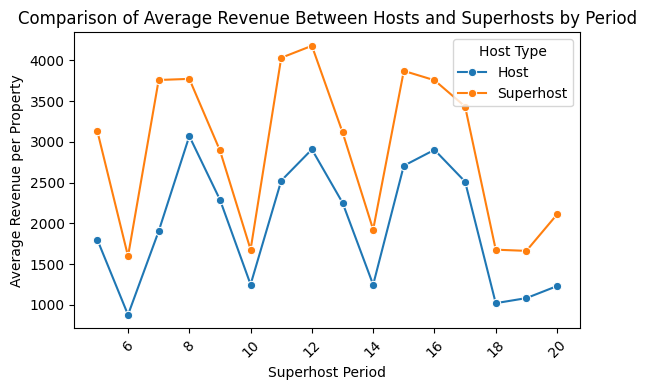 Comparison of Average Revenue Between Hosts and Superhosts by Period
Host Type
Host
Superhost
Average Revenue per Property
4000
3500
3000
2500
2000
1500
1000
6
8
10
12
14
16
18
20
Superhost Period